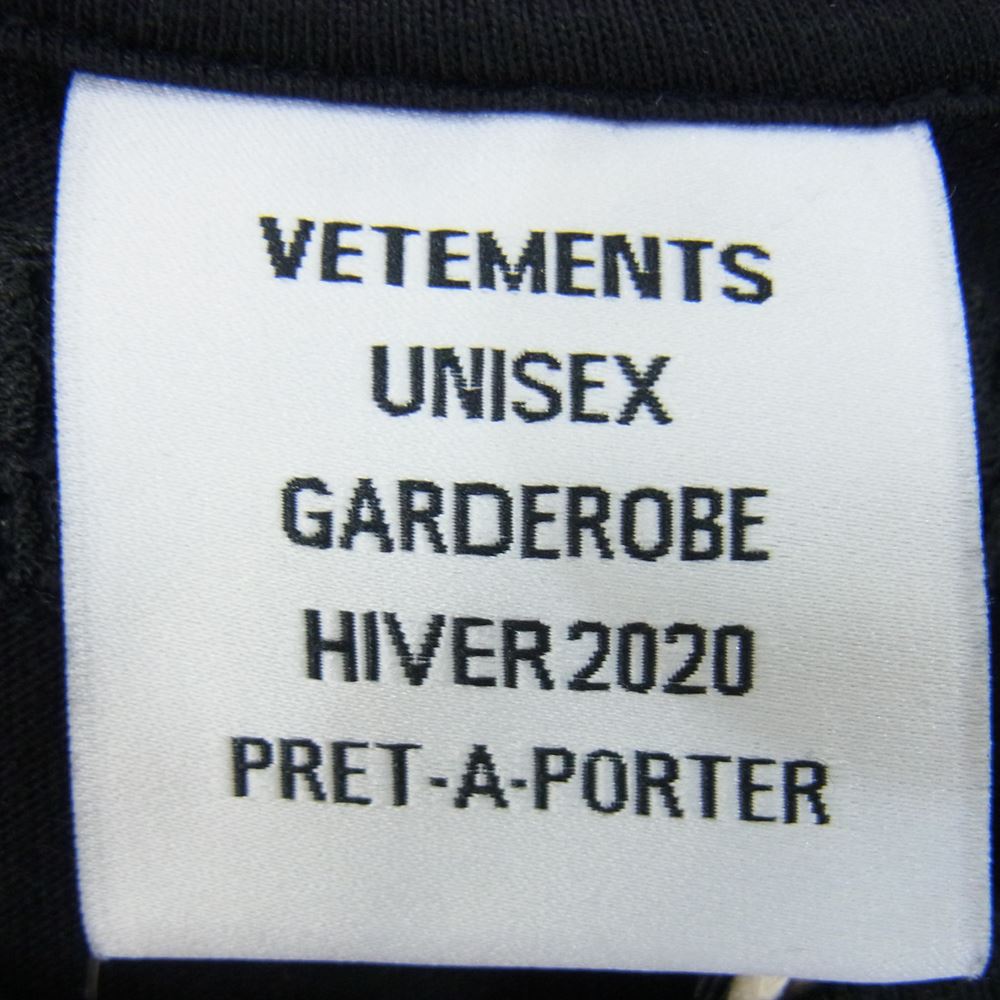 VETEMENTS
UNISEX
GARDEROBE
HIVER 2020
PRET-A-PORTER